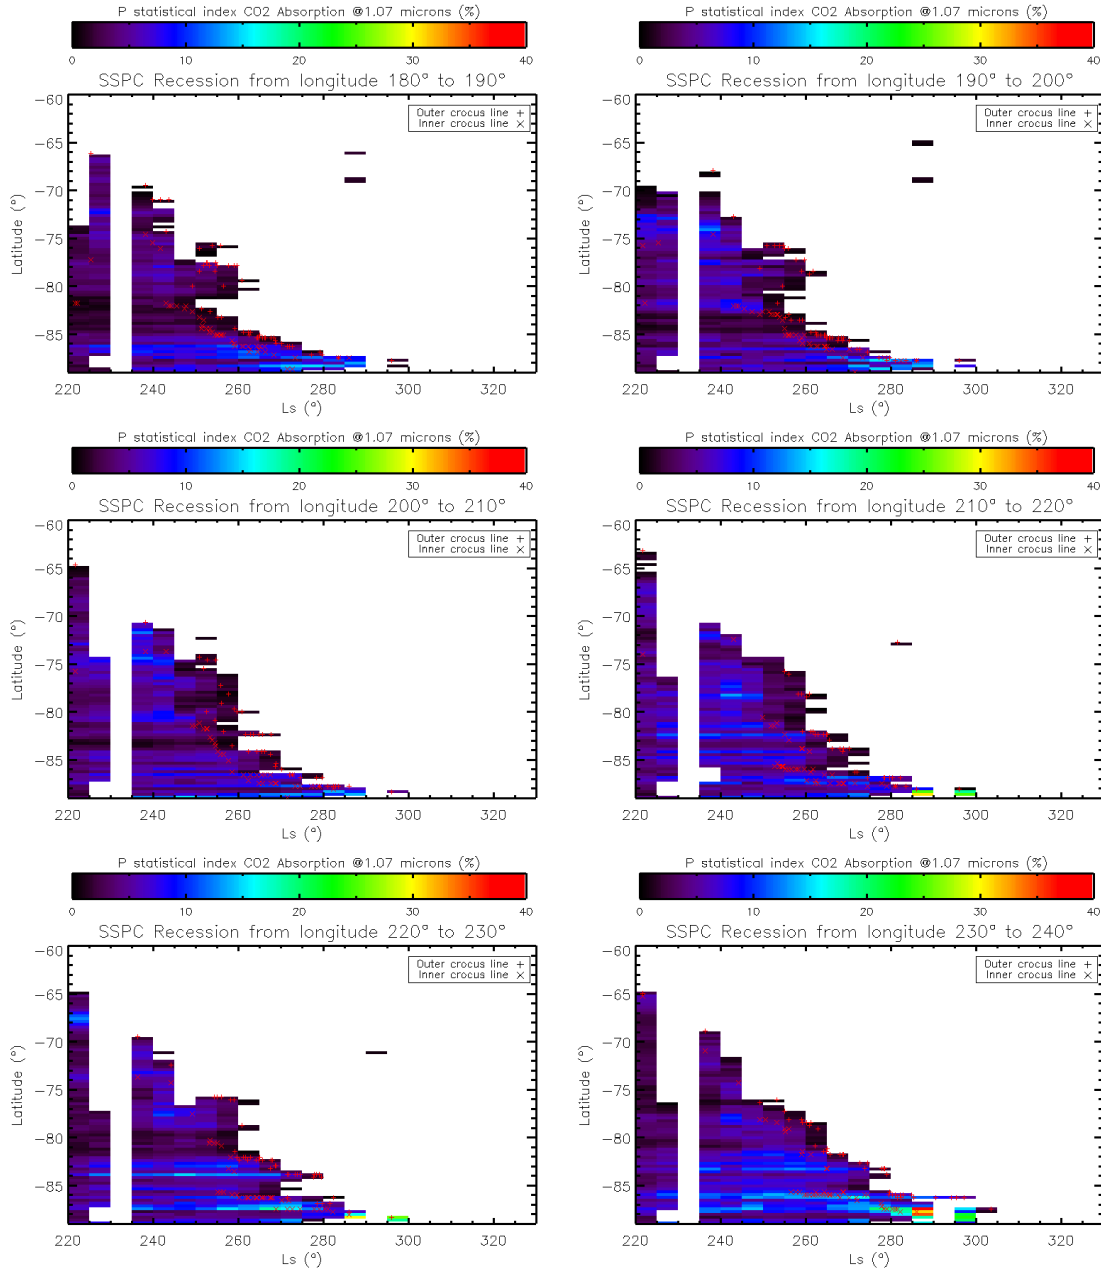 P statistical index CO2 Absorption @1.07 microns (%)
0 10 20 30 40
SSPC Recession from longitude 180° to 190°
Outer crocus line +
Inner crocus line ×
−60
−65
−70
−75
−80
−85
Latitude (°)
220 240 260 280 300 320
Ls (°)
P statistical index CO2 Absorption @1.07 microns (%)
0 10 20 30 40
SSPC Recession from longitude 190° to 200°
Outer crocus line +
Inner crocus line ×
−60
−65
−70
−75
−80
−85
Latitude (°)
220 240 260 280 300 320
Ls (°)
P statistical index CO2 Absorption @1.07 microns (%)
0 10 20 30 40
SSPC Recession from longitude 200° to 210°
Outer crocus line +
Inner crocus line ×
−60
−65
−70
−75
−80
−85
Latitude (°)
220 240 260 280 300 320
Ls (°)
P statistical index CO2 Absorption @1.07 microns (%)
0 10 20 30 40
SSPC Recession from longitude 210° to 220°
Outer crocus line +
Inner crocus line ×
−60
−65
−70
−75
−80
−85
Latitude (°)
220 240 260 280 300 320
Ls (°)
P statistical index CO2 Absorption @1.07 microns (%)
0 10 20 30 40
SSPC Recession from longitude 220° to 230°
Outer crocus line +
Inner crocus line ×
−60
−65
−70
−75
−80
−85
Latitude (°)
220 240 260 280 300 320
Ls (°)
P statistical index CO2 Absorption @1.07 microns (%)
0 10 20 30 40
SSPC Recession from longitude 230° to 240°
Outer crocus line +
Inner crocus line ×
−60
−65
−70
−75
−80
−85
Latitude (°)
220 240 260 280 300 320
Ls (°)